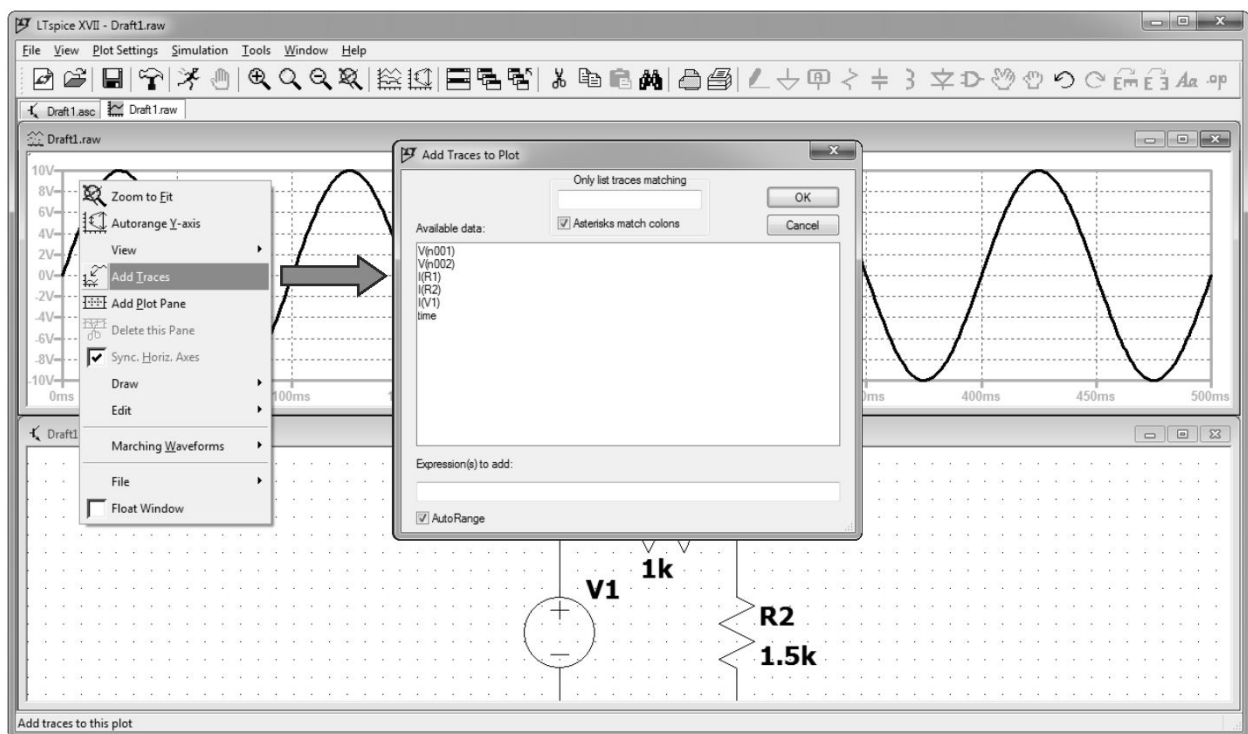 LTspice XVII - Draft1.raw
File View Plot Settings Simulation Tools Window Help
Draft1.asc Draft1.raw
Draft1.raw
10V
8V
6V
4V
2V
0V
-2V
-4V
-6V
-8V
-10V
0ms 100ms 400ms 450ms 500ms
Zoom to Fit
Autorange Y-axis
View
Add Traces
Add Plot Pane
Delete this Pane
Sync. Horiz. Axes
Draw
Edit
Marching Waveforms
File
Float Window
Add Traces to Plot
Only list traces matching
OK
Asterisks match colons
Cancel
Available data:
V(n001)
V(n002)
I(R1)
I(R2)
I(V1)
time
Expression(s) to add:
AutoRange
Draft1
1k
V1
R2
1.5k
Add traces to this plot